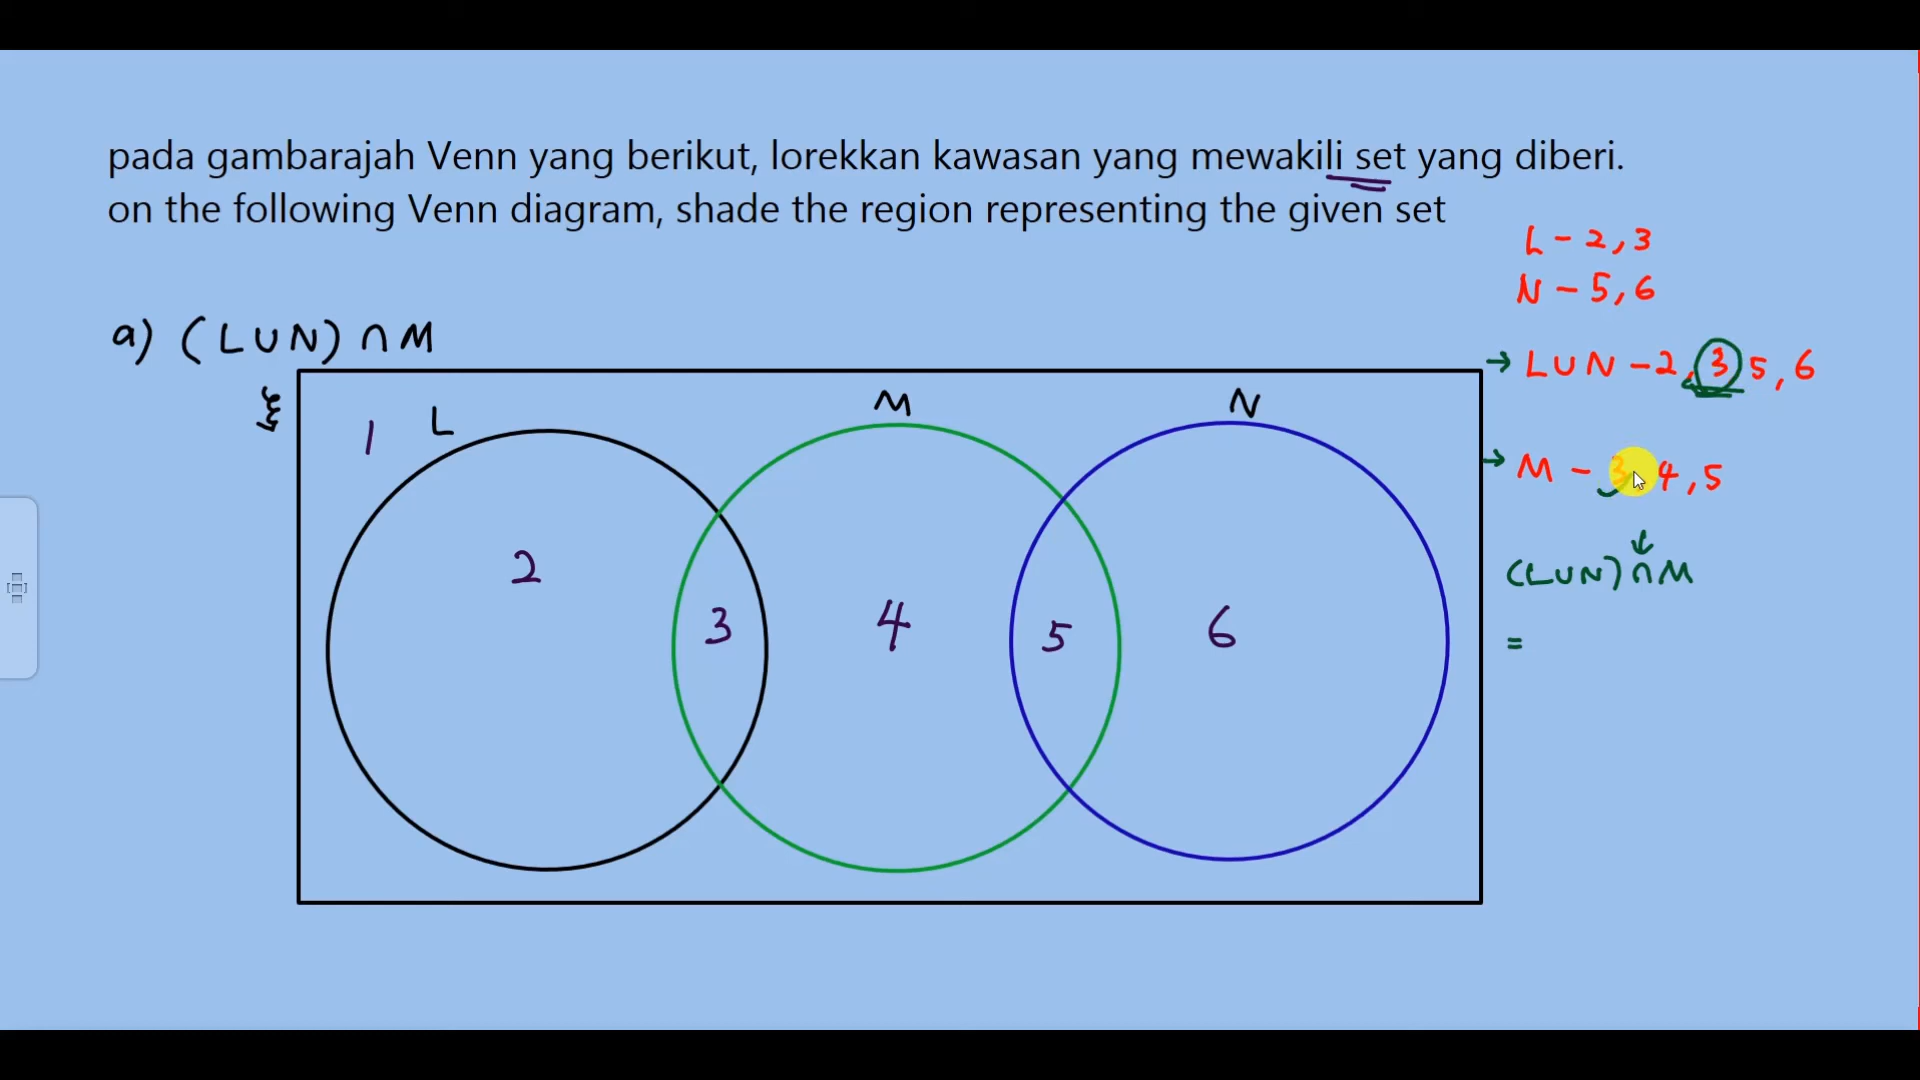 pada gambarajah Venn yang berikut, lorekkan kawasan yang mewakili set yang diberi.
on the following Venn diagram, shade the region representing the given set
L - 2, 3
N - 5, 6
a) (L ∪ N) ∩ M
→ L ∪ N - 2, 3 5, 6
ξ
1
L
M
N
→ M - 3, 4, 5
2
3
4
5
6
(L ∪ N) ∩ M
=